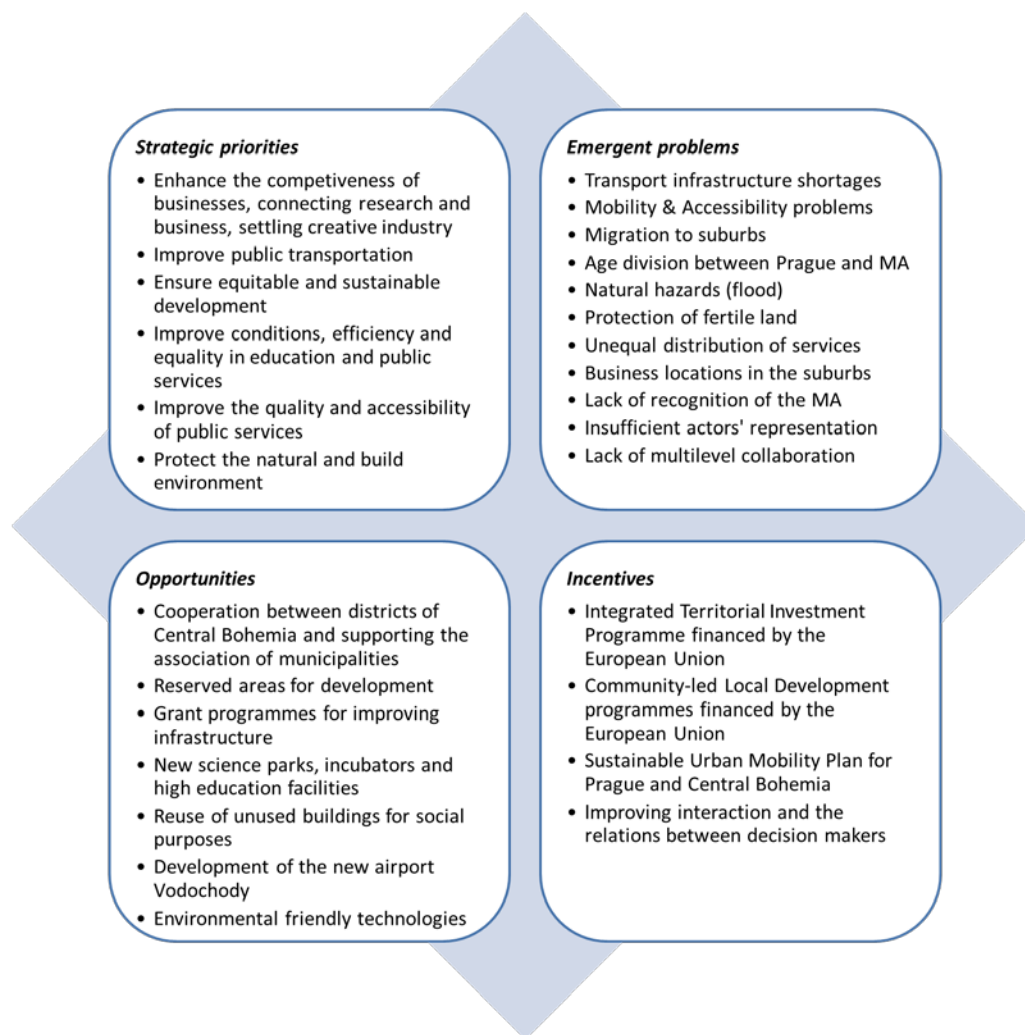 Strategic priorities
• Enhance the competiveness of
businesses, connecting research and
business, settling creative industry
• Improve public transportation
• Ensure equitable and sustainable
development
• Improve conditions, efficiency and
equality in education and public
services
• Improve the quality and accessibility
of public services
• Protect the natural and build
environment
Emergent problems
• Transport infrastructure shortages
• Mobility & Accessibility problems
• Migration to suburbs
• Age division between Prague and MA
• Natural hazards (flood)
• Protection of fertile land
• Unequal distribution of services
• Business locations in the suburbs
• Lack of recognition of the MA
• Insufficient actors' representation
• Lack of multilevel collaboration
Opportunities
• Cooperation between districts of
Central Bohemia and supporting the
association of municipalities
• Reserved areas for development
• Grant programmes for improving
infrastructure
• New science parks, incubators and
high education facilities
• Reuse of unused buildings for social
purposes
• Development of the new airport
Vodochody
• Environmental friendly technologies
Incentives
• Integrated Territorial Investment
Programme financed by the
European Union
• Community-led Local Development
programmes financed by the
European Union
• Sustainable Urban Mobility Plan for
Prague and Central Bohemia
• Improving interaction and the
relations between decision makers